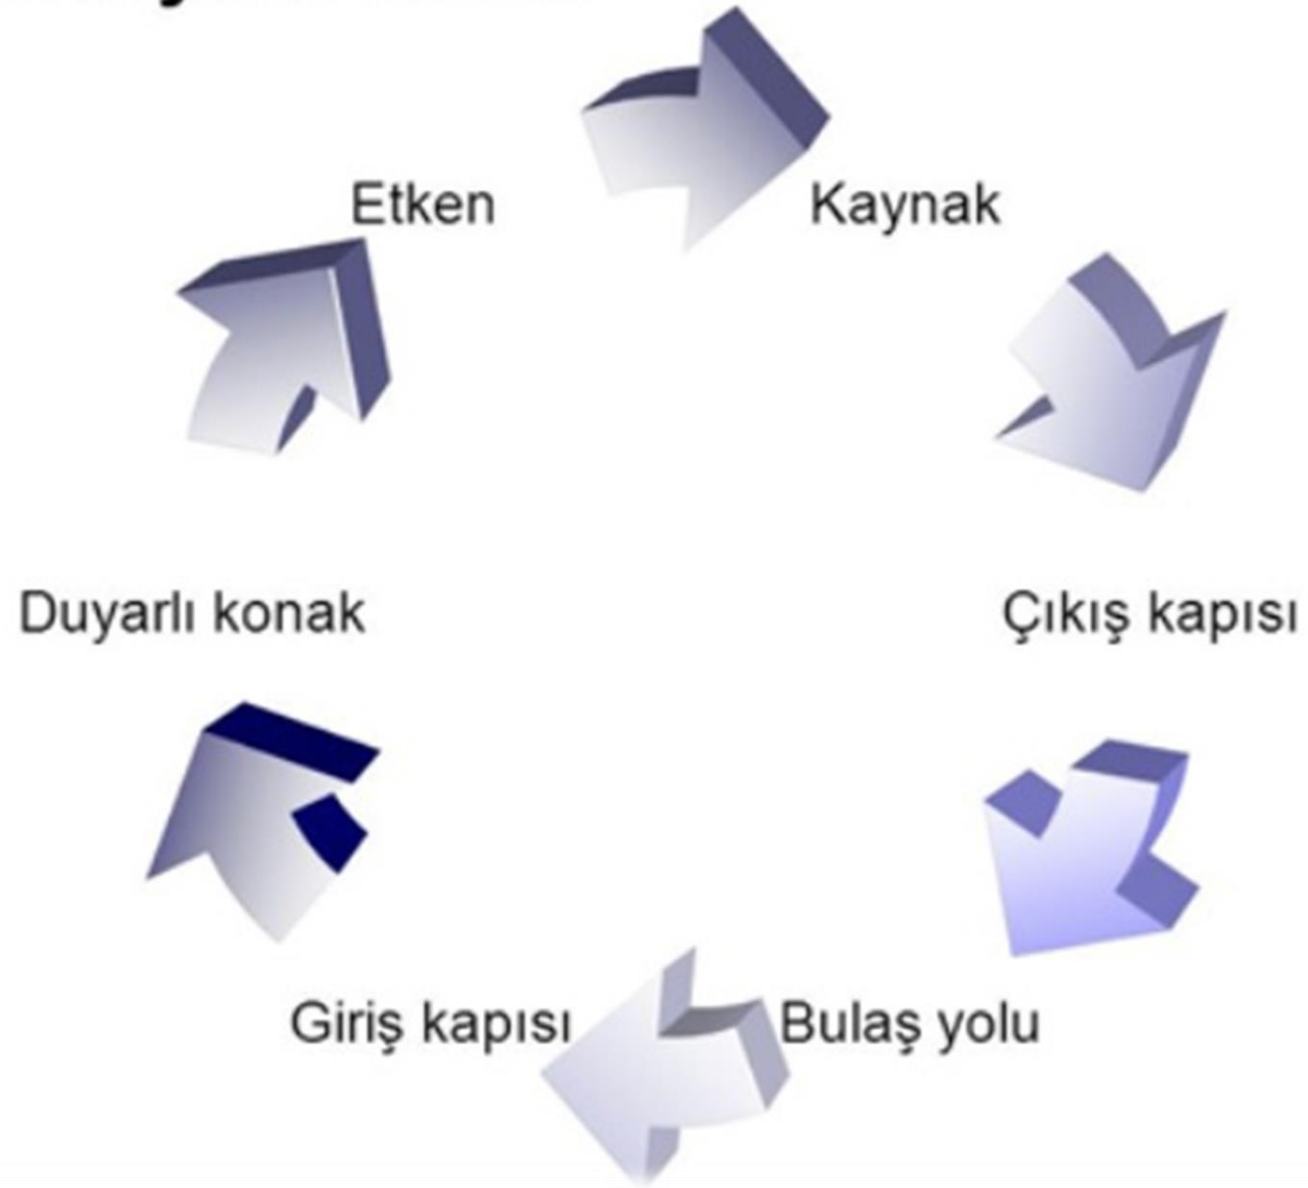 Etken
Kaynak
Duyarlı konak
Çıkış kapısı
Giriş kapısı
Bulaş yolu